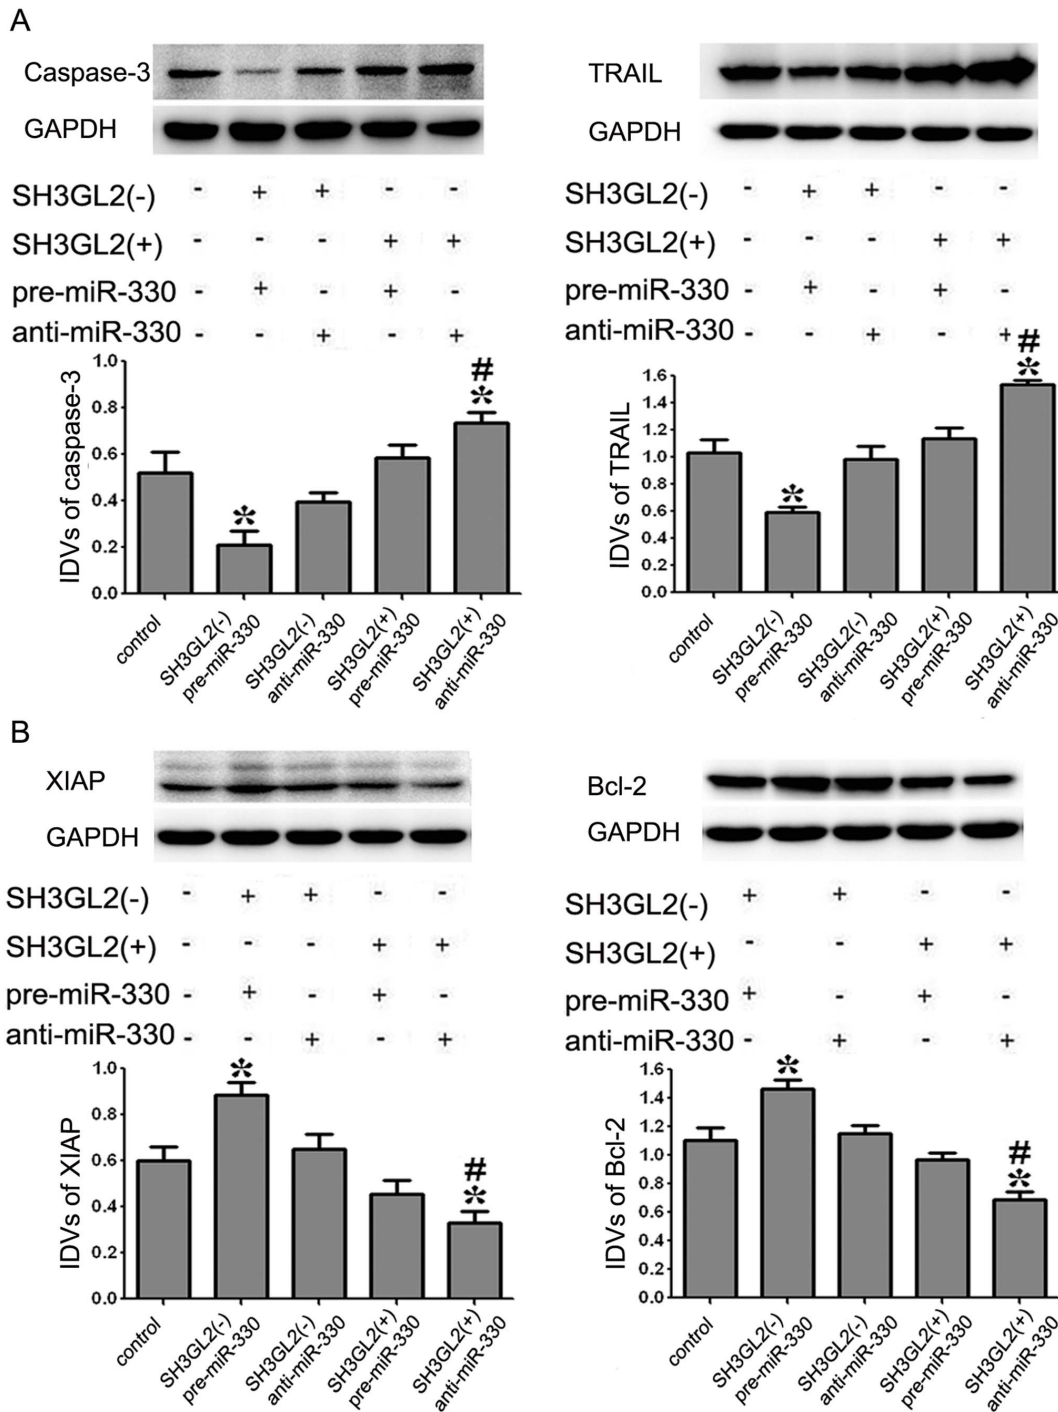 A
Caspase-3
GAPDH
SH3GL2(-) - + + - -
SH3GL2(+) - - - + +
pre-miR-330 - + - + -
anti-miR-330 - - + - +
IDVs of caspase-3
1.0
0.8
0.6
0.4
0.2
0.0
*
#
*
control
SH3GL2(-)
pre-miR-330
SH3GL2(-)
anti-miR-330
SH3GL2(+)
pre-miR-330
SH3GL2(+)
anti-miR-330
TRAIL
GAPDH
SH3GL2(-) - + + - -
SH3GL2(+) - - - + +
pre-miR-330 - + - + -
anti-miR-330 - - + - +
IDVs of TRAIL
1.6
1.4
1.2
1.0
0.8
0.6
0.4
0.2
0.0
*
#
*
control
SH3GL2(-)
pre-miR-330
SH3GL2(-)
anti-miR-330
SH3GL2(+)
pre-miR-330
SH3GL2(+)
anti-miR-330
B
XIAP
GAPDH
SH3GL2(-) - + + - -
SH3GL2(+) - - - + +
pre-miR-330 - + - + -
anti-miR-330 - - + - +
IDVs of XIAP
1.0
0.8
0.6
0.4
0.2
0.0
*
#
*
control
SH3GL2(-)
pre-miR-330
SH3GL2(-)
anti-miR-330
SH3GL2(+)
pre-miR-330
SH3GL2(+)
anti-miR-330
Bcl-2
GAPDH
SH3GL2(-) + + - -
SH3GL2(+) - - + +
pre-miR-330 + - + -
anti-miR-330 - + - +
IDVs of Bcl-2
1.6
1.4
1.2
1.0
0.8
0.6
0.4
0.2
0.0
*
#
*
control
SH3GL2(-)
pre-miR-330
SH3GL2(-)
anti-miR-330
SH3GL2(+)
pre-miR-330
SH3GL2(+)
anti-miR-330